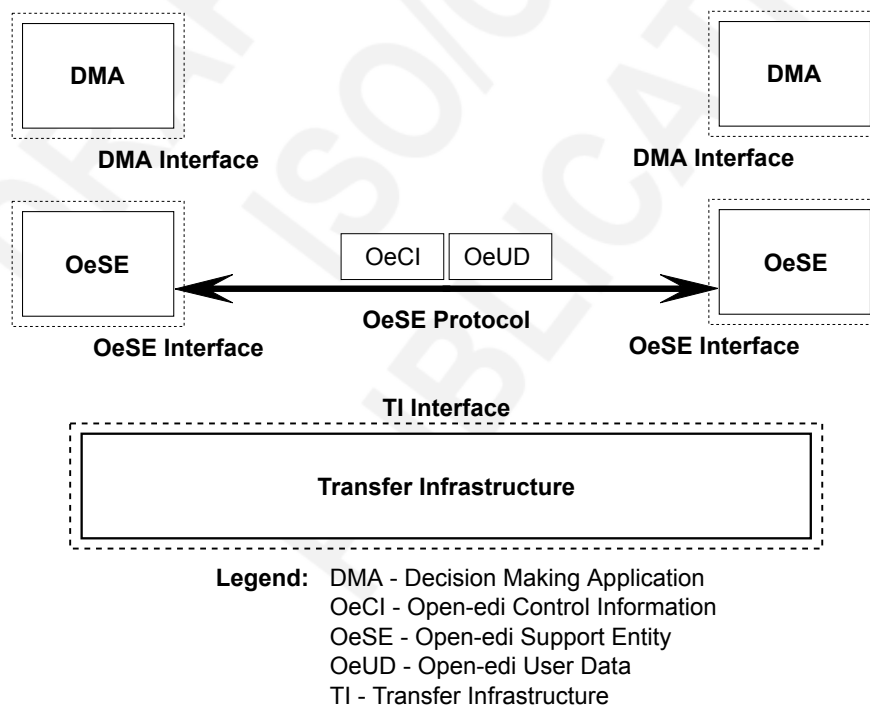 DMA
DMA
DMA Interface
DMA Interface
OeSE
OeCI
OeUD
OeSE
OeSE Protocol
OeSE Interface
OeSE Interface
TI Interface
Transfer Infrastructure
Legend: DMA - Decision Making Application
OeCI - Open-edi Control Information
OeSE - Open-edi Support Entity
OeUD - Open-edi User Data
TI - Transfer Infrastructure